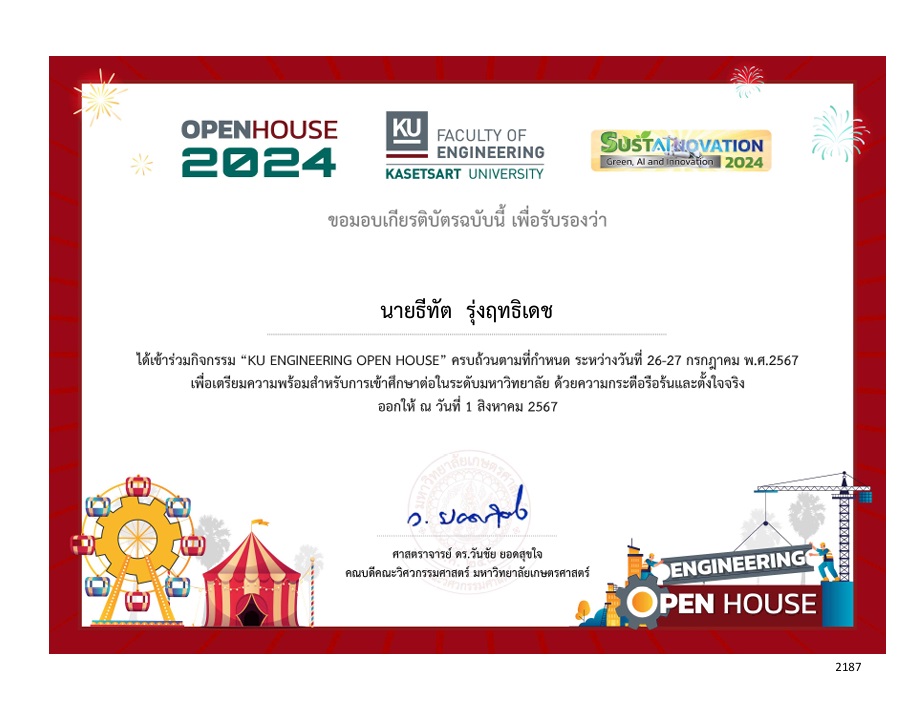 OPENHOUSE
2024
KU
FACULTY OF
ENGINEERING
KASETSART UNIVERSITY
SUSTAINOVATION
Green, AI and Innovation 2024
ขอมอบเกียรติบัตรฉบับนี้ เพื่อรับรองว่า
นายธีทัต รุ่งฤทธิเดช
ได้เข้าร่วมกิจกรรม “KU ENGINEERING OPEN HOUSE” ครบถ้วนตามที่กำหนด ระหว่างวันที่ 26-27 กรกฎาคม พ.ศ.2567
เพื่อเตรียมความพร้อมสำหรับการเข้าศึกษาต่อในระดับมหาวิทยาลัย ด้วยความกระตือรือร้นและตั้งใจจริง
ออกให้ ณ วันที่ 1 สิงหาคม 2567
ศาสตราจารย์ ดร.วันชัย ยอดสุขใจ
คณบดีคณะวิศวกรรมศาสตร์ มหาวิทยาลัยเกษตรศาสตร์
ENGINEERING
OPEN HOUSE
2187